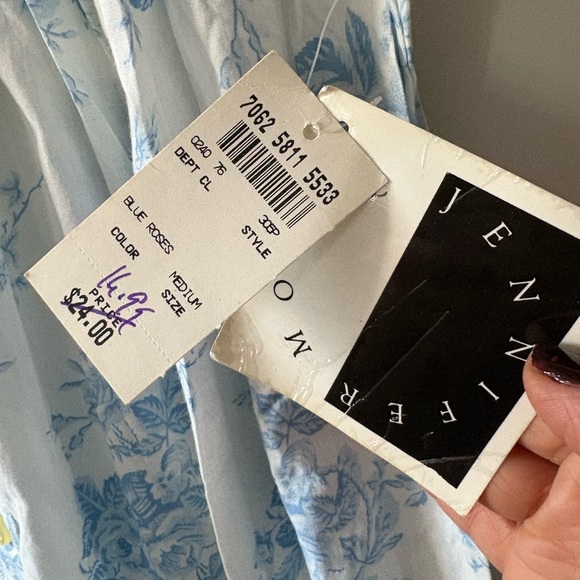 7062 5811 5533
0240 76
DEPT CL
308P
STYLE
BLUE ROSES
COLOR
MEDIUM
SIZE
14.99
PRICE
$24.00
JENNIFER
MO